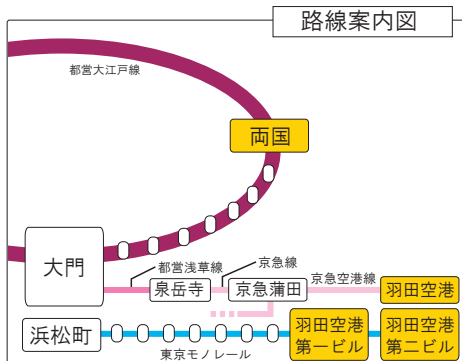 路線案内図
都営大江戸線
両国
大門
都営浅草線
京急線
京急空港線
泉岳寺
京急蒲田
羽田空港
浜松町
東京モノレール
羽田空港
第一ビル
羽田空港
第二ビル